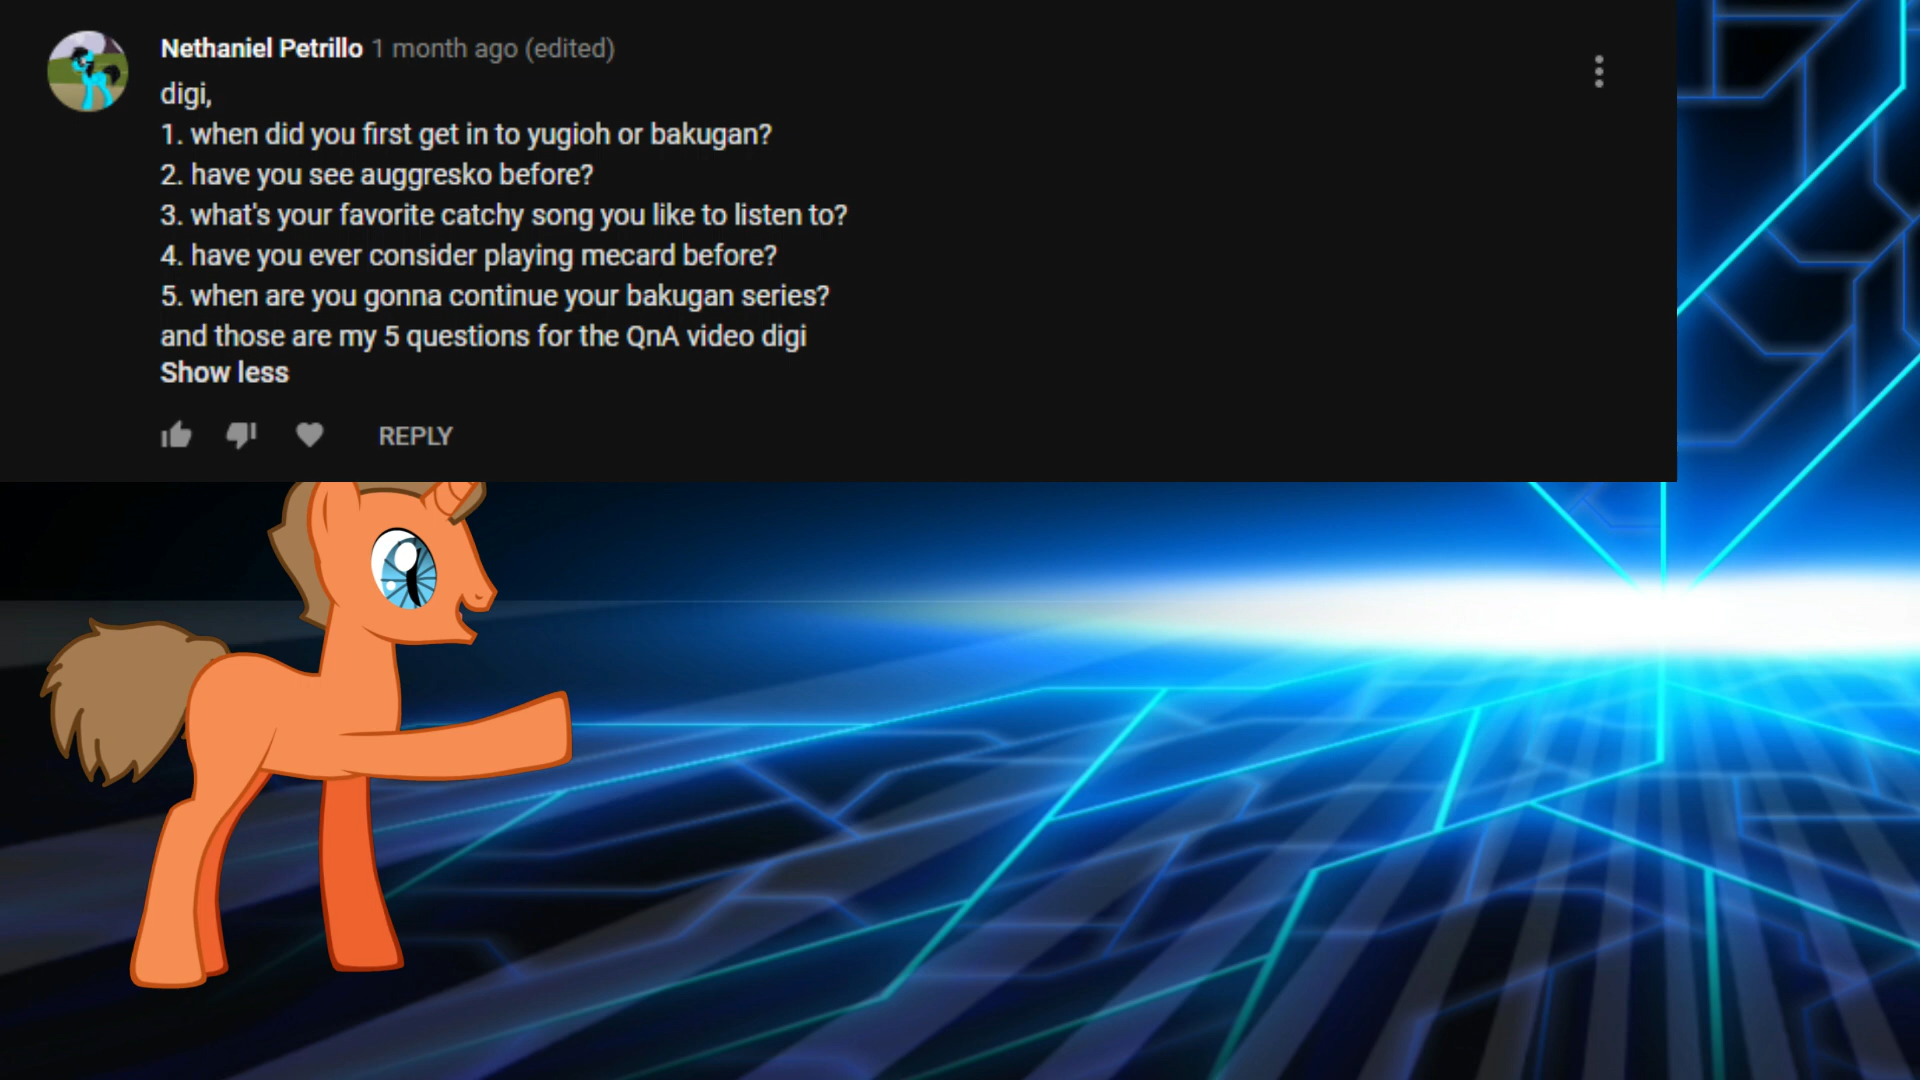 Nethaniel Petrillo 1 month ago (edited)
digi,
1. when did you first get in to yugioh or bakugan?
2. have you see auggresko before?
3. what's your favorite catchy song you like to listen to?
4. have you ever consider playing mecard before?
5. when are you gonna continue your bakugan series?
and those are my 5 questions for the QnA video digi
Show less
REPLY